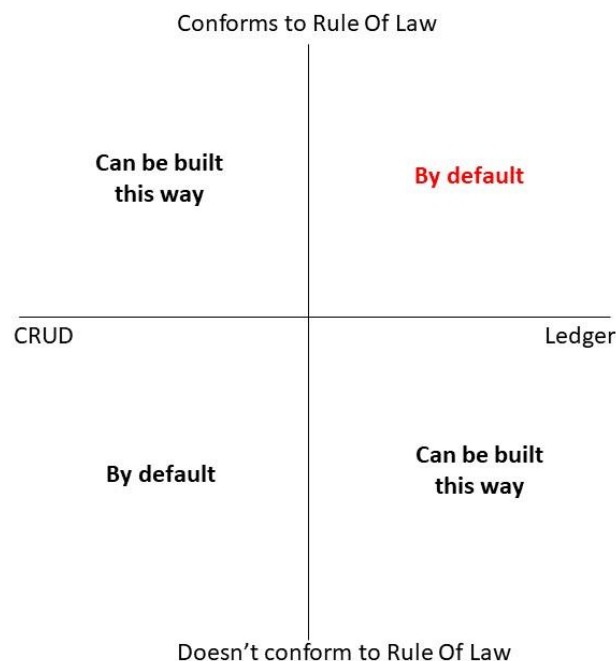 Conforms to Rule Of Law
Can be built
this way
By default
CRUD
Ledger
By default
Can be built
this way
Doesn’t conform to Rule Of Law